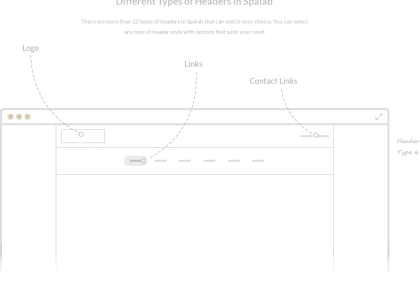 Different Types of Headers in Spalab
There are more than 12 types of headers in Spalab that can match your choice. You can select
any type of header style with options that suits your need.
Logo
Links
Contact Links
Header
Type 6